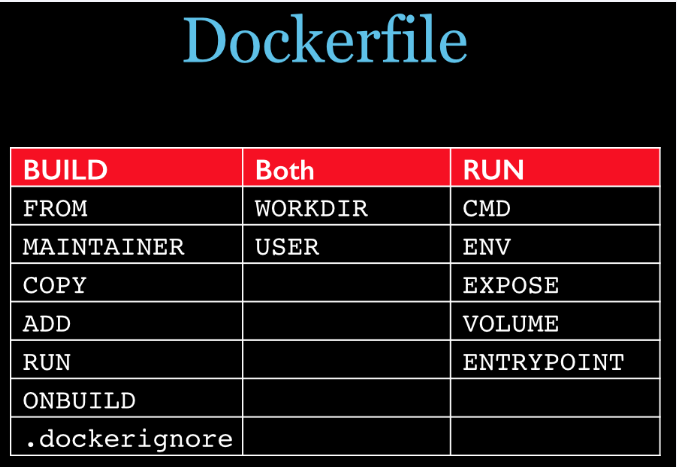 Dockerfile
BUILD Both RUN
FROM WORKDIR CMD
MAINTAINER USER ENV
COPY EXPOSE
ADD VOLUME
RUN ENTRYPOINT
ONBUILD
.dockerignore